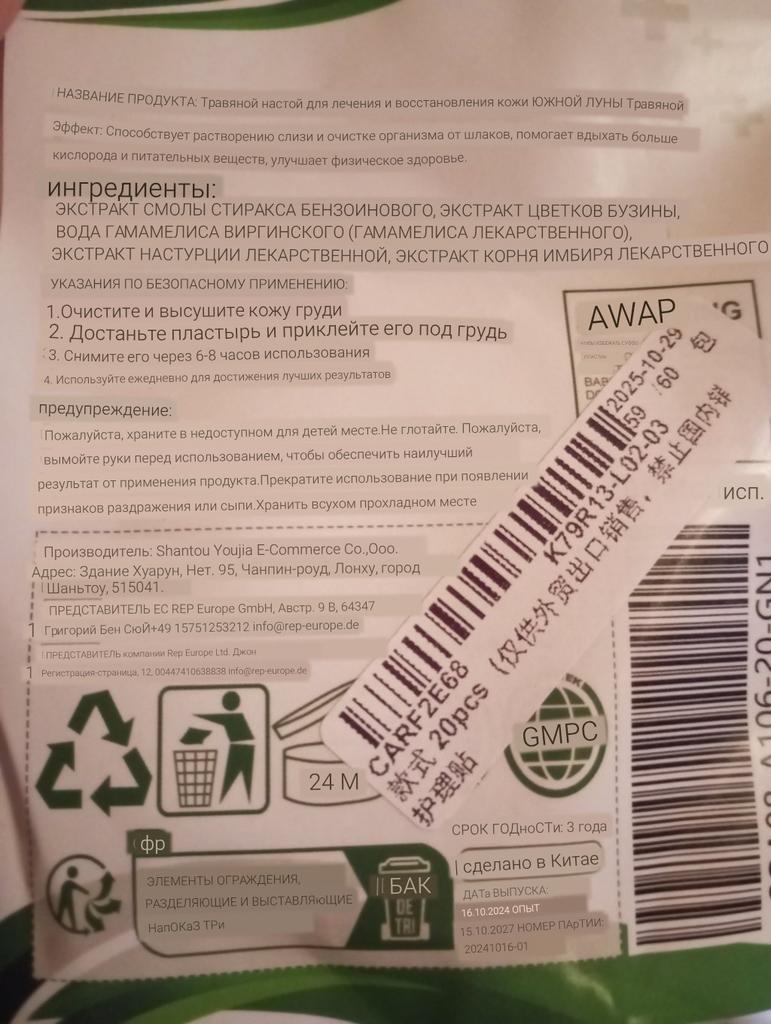 НАЗВАНИЕ ПРОДУКТА: Травяной настой для лечения и восстановления кожи ЮЖНОЙ ЛУНЫ Травяной
Эффект: Способствует растворению слизи и очистке организма от шлаков, помогает вдыхать больше
кислорода и питательных веществ, улучшает физическое здоровье.
ингредиенты:
ЭКСТРАКТ СМОЛЫ СТИРАКСА БЕНЗОИНОВОГО, ЭКСТРАКТ ЦВЕТКОВ БУЗИНЫ,
ВОДА ГАМАМЕЛИСА ВИРГИНСКОГО (ГАМАМЕЛИСА ЛЕКАРСТВЕННОГО),
ЭКСТРАКТ НАСТУРЦИИ ЛЕКАРСТВЕННОЙ, ЭКСТРАКТ КОРНЯ ИМБИРЯ ЛЕКАРСТВЕННОГО
УКАЗАНИЯ ПО БЕЗОПАСНОМУ ПРИМЕНЕНИЮ:
1.Очистите и высушите кожу груди
2. Достаньте пластырь и приклейте его под грудь
3. Снимите его через 6-8 часов использования
4. Используйте ежедневно для достижения лучших результатов
предупреждение:
Пожалуйста, храните в недоступном для детей месте.Не глотайте. Пожалуйста,
вымойте руки перед использованием, чтобы обеспечить наилучший
результат от применения продукта.Прекратите использование при появлении
признаков раздражения или сыпи.Хранить всухом прохладном месте
Производитель: Shantou Youjia E-Commerce Co.,Ооо.
Адрес: Здание Хуарун, Нет. 95, Чанпин-роуд, Лонху, город
Шаньтоу, 515041.
ПРЕДСТАВИТЕЛЬ ЕС REP Europe GmbH, Австр. 9 В, 64347
Григорий Бен СюЙ+49 15751253212 info@rep-europe.de
ПРЕДСТАВИТЕЛЬ компании Rep Europe Ltd. Джон
Регистрация-страница, 12, 00447410638838 info@rep-europe.de
AWAP
G
2025-10-29
59 /60 包
K79R13-L02-03
(仅供外贸出口销售，禁止国内销
CARF2E68
款式 20pcs
护理贴
ИСП.
A106-20-GN1
24 М
GMPC
фр
ЭЛЕМЕНТЫ ОГРАЖДЕНИЯ,
РАЗДЕЛЯЮЩИЕ И ВЫСТАВЛЯюЩИЕ
НапОКаЗ ТРи
БАК
DE
TRI
СРОК ГОДноСТи: 3 года
сделано в Китае
ДАТа ВЫПУСКА:
16.10.2024 ОПЫТ
15.10.2027 НОМЕР ПАрТИИ:
20241016-01